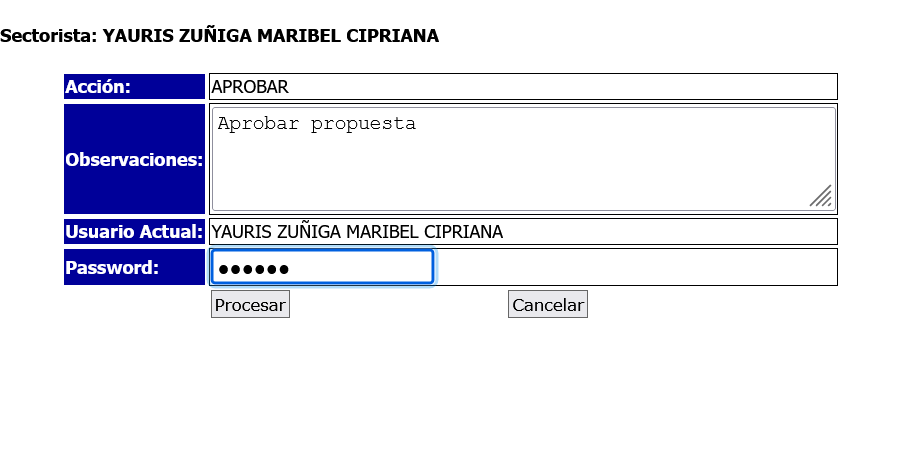 Sectorista: YAURIS ZUÑIGA MARIBEL CIPRIANA
Acción: APROBAR
Observaciones: Aprobar propuesta
Usuario Actual: YAURIS ZUÑIGA MARIBEL CIPRIANA
Password: ●●●●●●
Procesar Cancelar